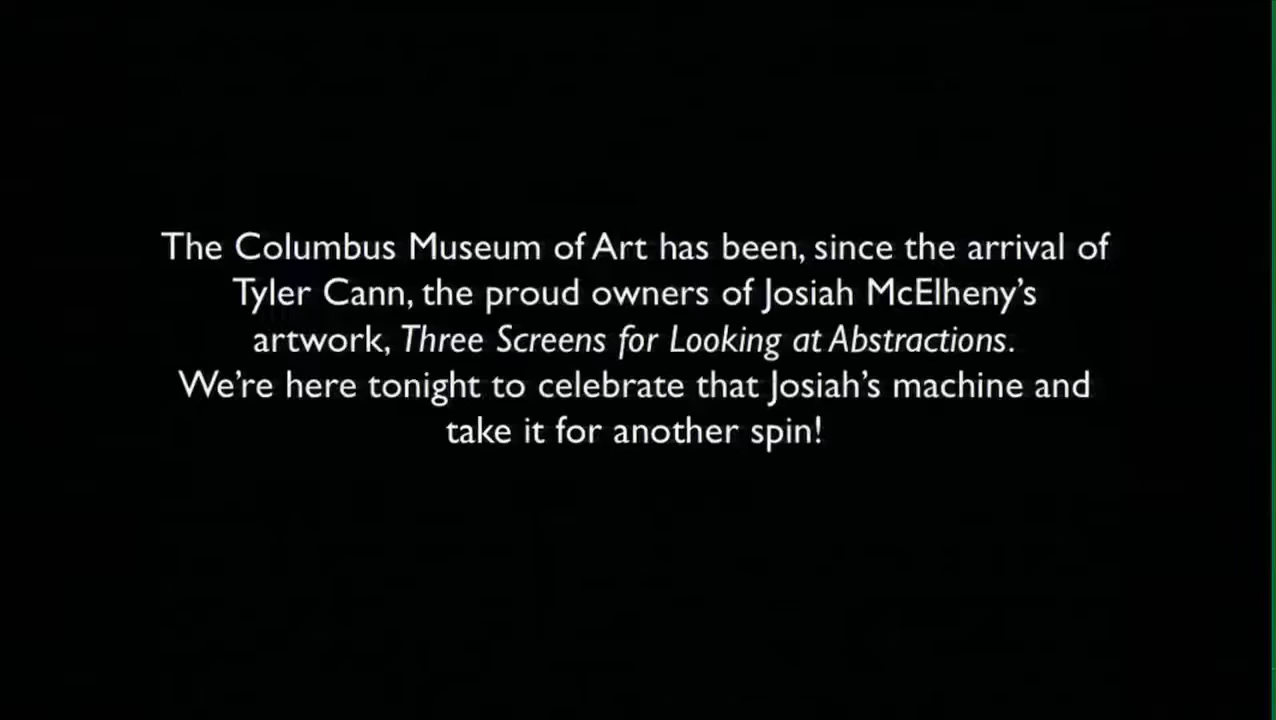 The Columbus Museum of Art has been, since the arrival of
Tyler Cann, the proud owners of Josiah McElheny’s
artwork, Three Screens for Looking at Abstractions.
We’re here tonight to celebrate that Josiah’s machine and
take it for another spin!